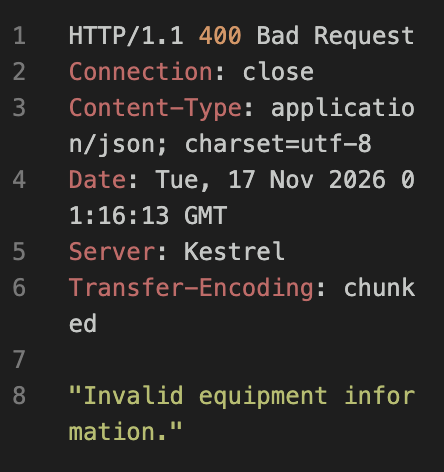 1 HTTP/1.1 400 Bad Request
2 Connection: close
3 Content-Type: applicatio
n/json; charset=utf-8
4 Date: Tue, 17 Nov 2026 0
1:16:13 GMT
5 Server: Kestrel
6 Transfer-Encoding: chunk
ed
7
8 "Invalid equipment infor
mation."